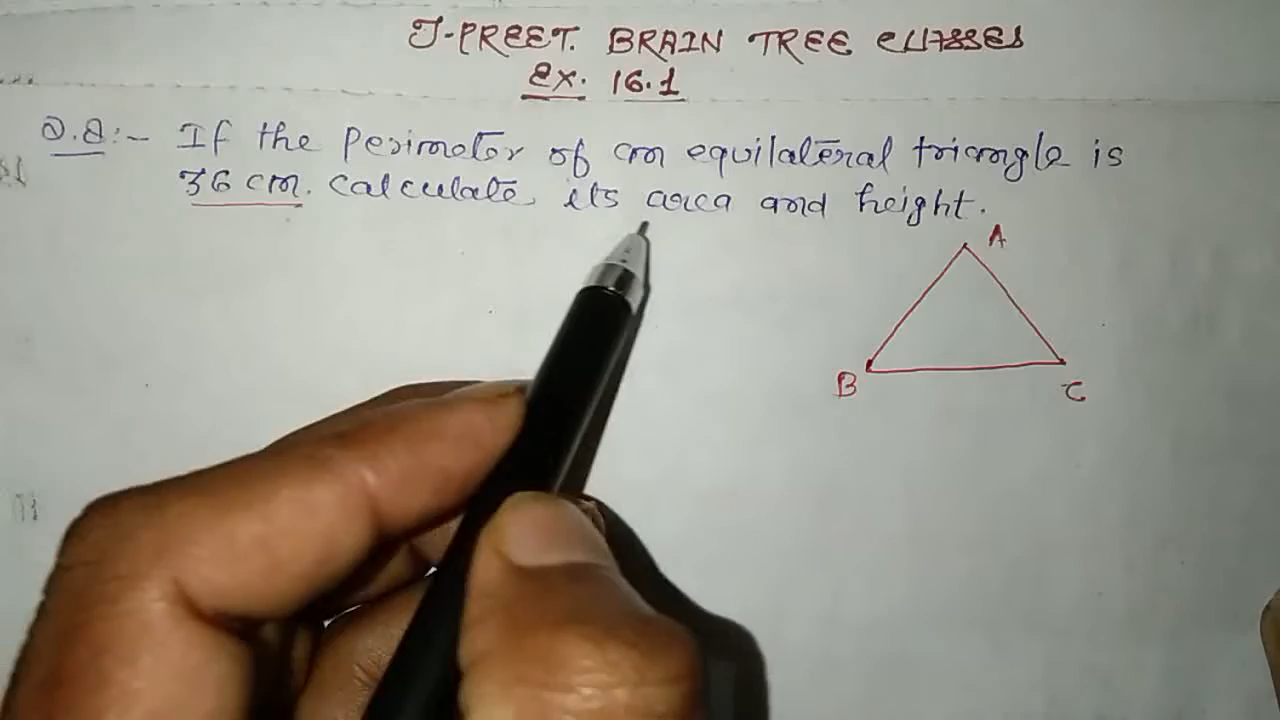 J-PREET. BRAIN TREE CLASSES
Ex. 16.1
Q.8:- If the Perimeter of an equilateral triangle is
36 cm. calculate its area and height.
A
B
C